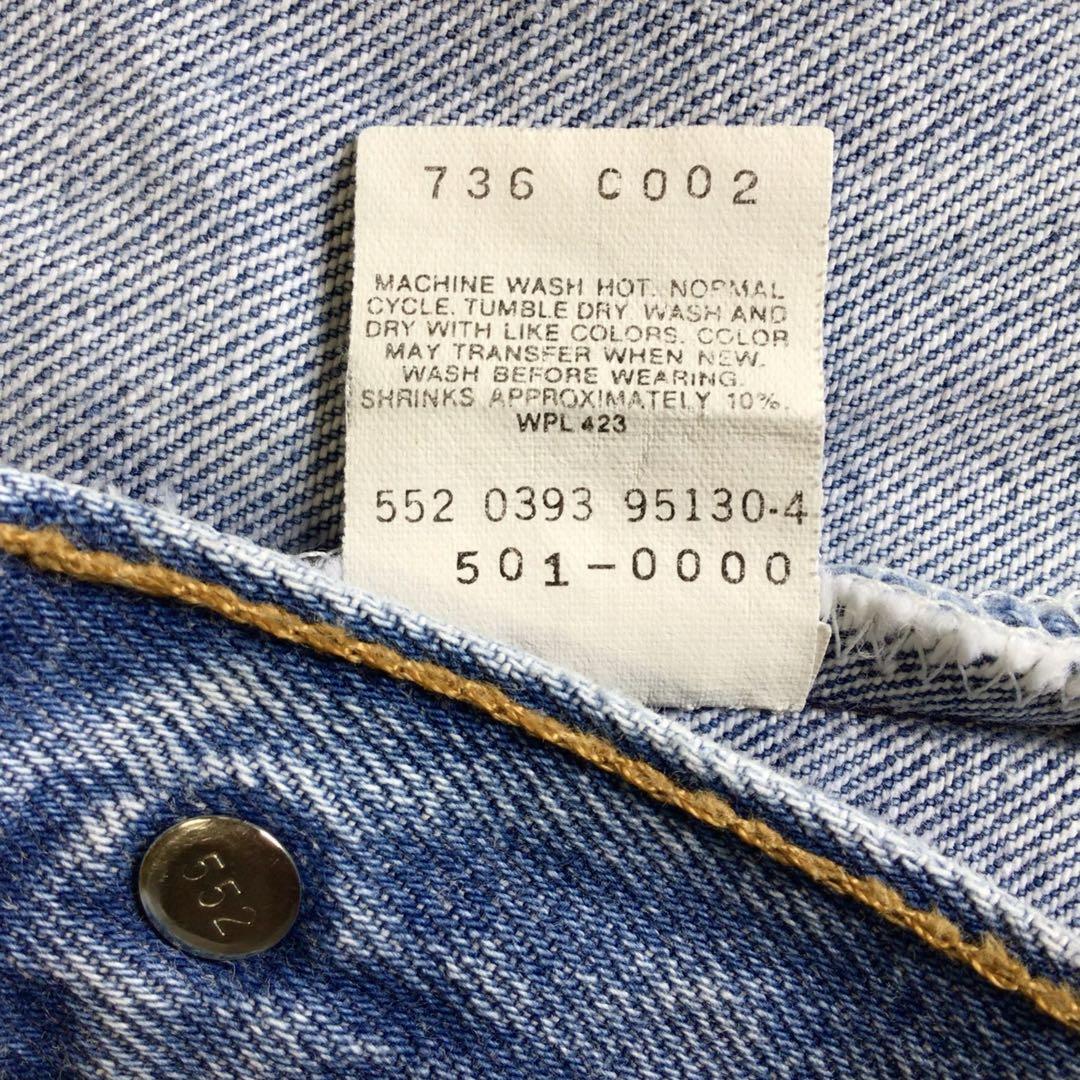 736 C002
MACHINE WASH HOT. NORMAL
CYCLE. TUMBLE DRY. WASH AND
DRY WITH LIKE COLORS. COLOR
MAY TRANSFER WHEN NEW.
WASH BEFORE WEARING.
SHRINKS APPROXIMATELY 10%.
WPL 423
552 0393 95130-4
501-0000
552